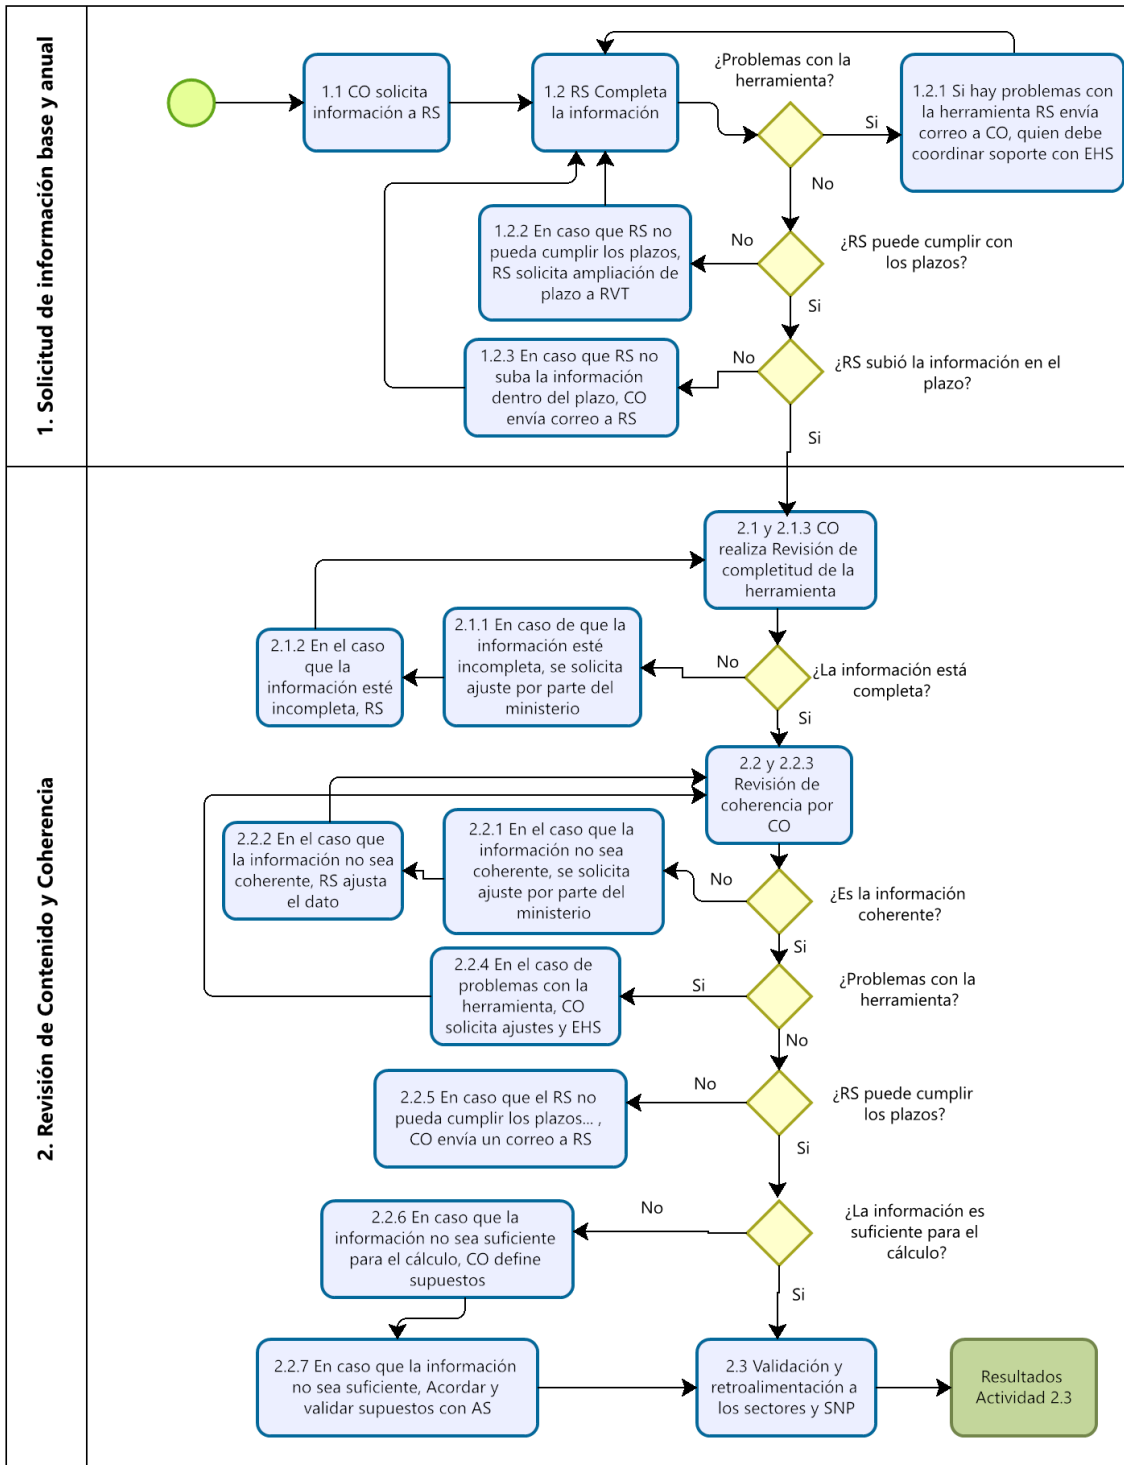 1. Solicitud de información base y anual
1.1 CO solicita
información a RS
1.2 RS Completa
la información
¿Problemas con la
herramienta?
Si
1.2.1 Si hay problemas con
la herramienta RS envía
correo a CO, quien debe
coordinar soporte con EHS
No
1.2.2 En caso que RS no
pueda cumplir los plazos,
RS solicita ampliación de
plazo a RVT
No
¿RS puede cumplir con
los plazos?
Si
1.2.3 En caso que RS no
suba la información
dentro del plazo, CO
envía correo a RS
No
¿RS subió la información en el
plazo?
Si
2. Revisión de Contenido y Coherencia
2.1 y 2.1.3 CO
realiza Revisión de
completitud de la
herramienta
2.1.2 En el caso
que la
información esté
incompleta, RS
2.1.1 En caso de que la
información esté
incompleta, se solicita
ajuste por parte del
ministerio
No
¿La información está
completa?
Si
2.2 y 2.2.3
Revisión de
coherencia por
CO
2.2.2 En el caso que
la información no sea
coherente, RS ajusta
el dato
2.2.1 En el caso que la
información no sea
coherente, se solicita
ajuste por parte del
ministerio
No
¿Es la información
coherente?
Si
2.2.4 En el caso de
problemas con la
herramienta, CO
solicita ajustes y EHS
Si
¿Problemas con la
herramienta?
No
2.2.5 En caso que el RS no
pueda cumplir los plazos... ,
CO envía un correo a RS
No
¿RS puede cumplir
los plazos?
Si
2.2.6 En caso que la
información no sea suficiente
para el cálculo, CO define
supuestos
No
¿La información es
suficiente para el
cálculo?
Si
2.2.7 En caso que la información
no sea suficiente, Acordar y
validar supuestos con AS
2.3 Validación y
retroalimentación a
los sectores y SNP
Resultados
Actividad 2.3